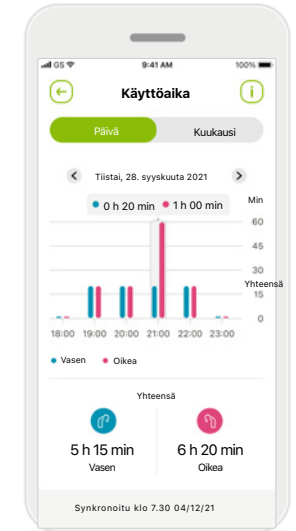 GS 9:41 AM 100%
Käyttöaika
Päivä Kuukausi
Tiistai, 28. syyskuuta 2021
0 h 20 min 1 h 00 min Min
60
45
30
Yhteensä
15
0
18:00 19:00 20:00 21:00 22:00 23:00
Vasen Oikea
Yhteensä
5 h 15 min 6 h 20 min
Vasen Oikea
Synkronoitu klo 7.30 04/12/21